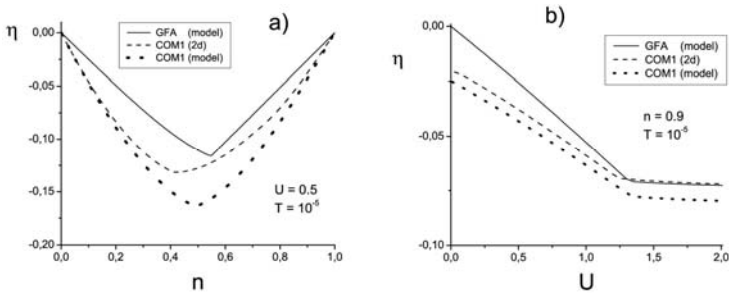 a)
η
0,00
-0,05
-0,10
-0,15
-0,20
GFA (model)
COM1 (2d)
COM1 (model)
U = 0.5
T = 10⁻⁵
0,0 0,2 0,4 0,6 0,8 1,0
n
b)
η
0,00
-0,05
-0,10
GFA (model)
COM1 (2d)
COM1 (model)
n = 0.9
T = 10⁻⁵
0,0 0,5 1,0 1,5 2,0
U